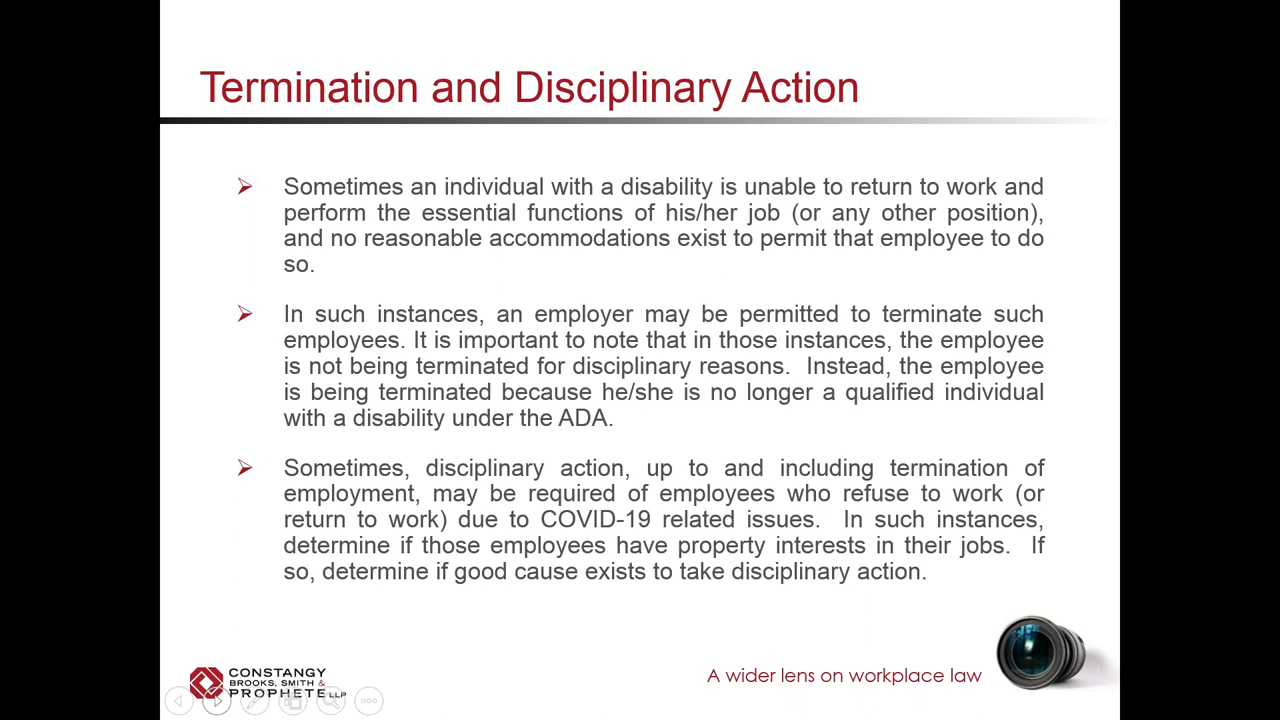 Termination and Disciplinary Action
Sometimes an individual with a disability is unable to return to work and
perform the essential functions of his/her job (or any other position),
and no reasonable accommodations exist to permit that employee to do
so.
In such instances, an employer may be permitted to terminate such
employees. It is important to note that in those instances, the employee
is not being terminated for disciplinary reasons.  Instead, the employee
is being terminated because he/she is no longer a qualified individual
with a disability under the ADA.
Sometimes, disciplinary action, up to and including termination of
employment, may be required of employees who refuse to work (or
return to work) due to COVID-19 related issues.  In such instances,
determine if those employees have property interests in their jobs.  If
so, determine if good cause exists to take disciplinary action.
CONSTANGY
BROOKS, SMITH &
PROPHETE LLP
A wider lens on workplace law